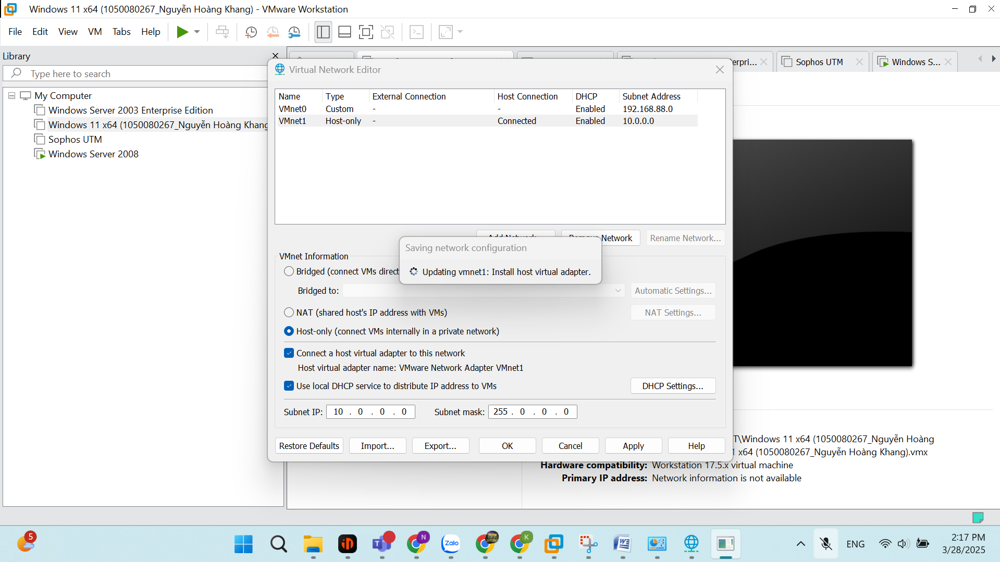 Windows 11 x64 (1050080267_Nguyễn Hoàng Khang) - VMware Workstation
File Edit View VM Tabs Help
Library
Type here to search
My Computer
Windows Server 2003 Enterprise Edition
Windows 11 x64 (1050080267_Nguyễn Hoàng Khang
Sophos UTM
Windows Server 2008
erpri...
Sophos UTM
Windows S...
Virtual Network Editor
Name Type External Connection Host Connection DHCP Subnet Address
VMnet0 Custom - - Enabled 192.168.88.0
VMnet1 Host-only - Connected Enabled 10.0.0.0
Network
Rename Network...
Saving network configuration
Updating vmnet1: Install host virtual adapter.
VMnet Information
Bridged (connect VMs direct
Bridged to:
Automatic Settings...
NAT (shared host's IP address with VMs)
NAT Settings...
Host-only (connect VMs internally in a private network)
Connect a host virtual adapter to this network
Host virtual adapter name: VMware Network Adapter VMnet1
Use local DHCP service to distribute IP address to VMs
DHCP Settings...
Subnet IP: 10 . 0 . 0 . 0 Subnet mask: 255 . 0 . 0 . 0
Restore Defaults Import... Export... OK Cancel Apply Help
T\Windows 11 x64 (1050080267_Nguyễn Hoàng
x64 (1050080267_Nguyễn Hoàng Khang).vmx
Hardware compatibility: Workstation 17.5.x virtual machine
Primary IP address: Network information is not available
5
N
Zalo
K
ENG
2:17 PM
3/28/2025